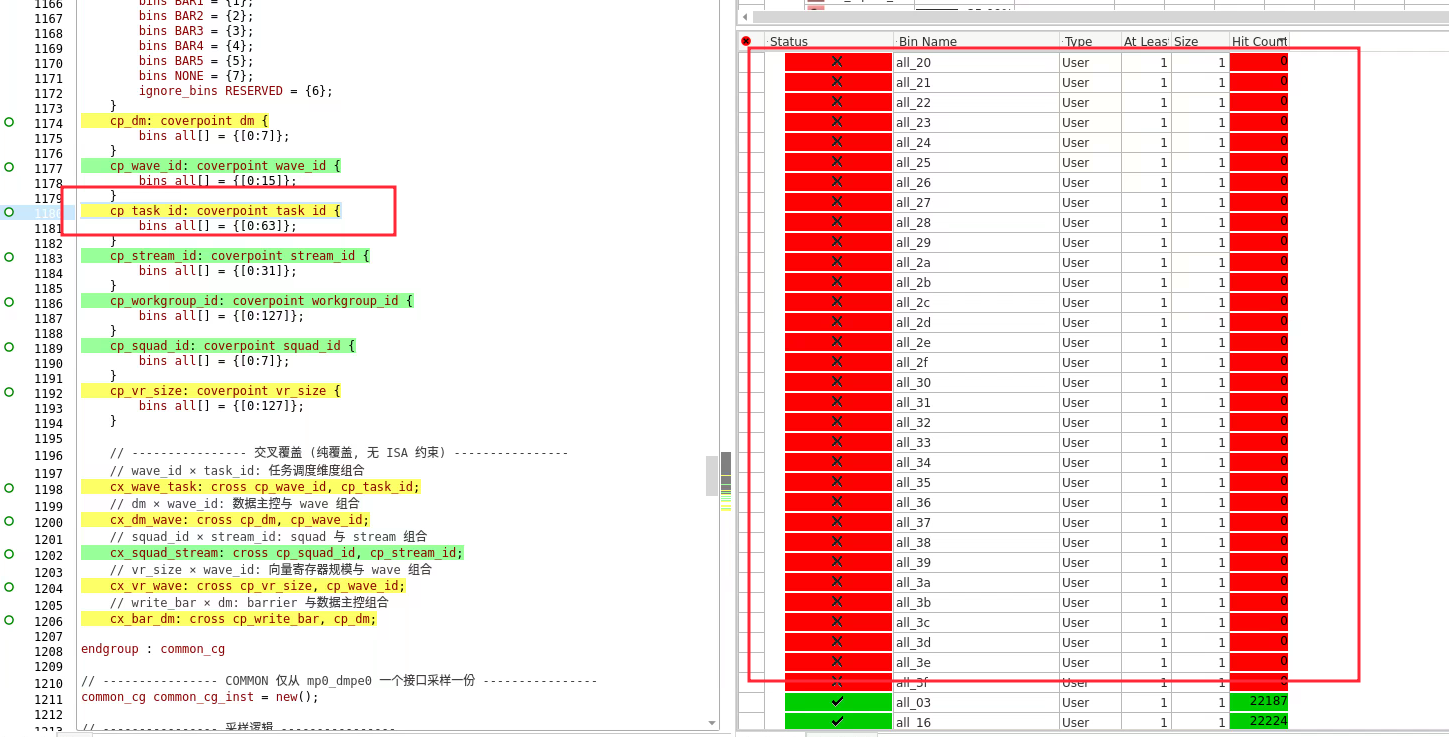 1166 bins BAR1 = {1};
1167 bins BAR2 = {2};
1168 bins BAR3 = {3};
1169 bins BAR4 = {4};
1170 bins BAR5 = {5};
1171 bins NONE = {7};
1172 ignore_bins RESERVED = {6};
1173 }
1174 cp_dm: coverpoint dm {
1175 bins all[] = {[0:7]};
1176 }
1177 cp_wave_id: coverpoint wave_id {
1178 bins all[] = {[0:15]};
1179 }
1180 cp_task_id: coverpoint task_id {
1181 bins all[] = {[0:63]};
1182 }
1183 cp_stream_id: coverpoint stream_id {
1184 bins all[] = {[0:31]};
1185 }
1186 cp_workgroup_id: coverpoint workgroup_id {
1187 bins all[] = {[0:127]};
1188 }
1189 cp_squad_id: coverpoint squad_id {
1190 bins all[] = {[0:7]};
1191 }
1192 cp_vr_size: coverpoint vr_size {
1193 bins all[] = {[0:127]};
1194 }
1195
1196 // ---------------- 交叉覆盖 (纯覆盖, 无 ISA 约束) ----------------
1197 // wave_id × task_id: 任务调度维度组合
1198 cx_wave_task: cross cp_wave_id, cp_task_id;
1199 // dm × wave_id: 数据主控与 wave 组合
1200 cx_dm_wave: cross cp_dm, cp_wave_id;
1201 // squad_id × stream_id: squad 与 stream 组合
1202 cx_squad_stream: cross cp_squad_id, cp_stream_id;
1203 // vr_size × wave_id: 向量寄存器规模与 wave 组合
1204 cx_vr_wave: cross cp_vr_size, cp_wave_id;
1205 // write_bar × dm: barrier 与数据主控组合
1206 cx_bar_dm: cross cp_write_bar, cp_dm;
1207
1208 endgroup : common_cg
1209
1210 // ---------------- COMMON 仅从 mp0_dmpe0 一个接口采样一份 ----------------
1211 common_cg common_cg_inst = new();
1212
1213 // ---------------- 采样逻辑 ----------------
Status Bin Name Type At Leas Size Hit Count
all_20 User 1 1 0
all_21 User 1 1 0
all_22 User 1 1 0
all_23 User 1 1 0
all_24 User 1 1 0
all_25 User 1 1 0
all_26 User 1 1 0
all_27 User 1 1 0
all_28 User 1 1 0
all_29 User 1 1 0
all_2a User 1 1 0
all_2b User 1 1 0
all_2c User 1 1 0
all_2d User 1 1 0
all_2e User 1 1 0
all_2f User 1 1 0
all_30 User 1 1 0
all_31 User 1 1 0
all_32 User 1 1 0
all_33 User 1 1 0
all_34 User 1 1 0
all_35 User 1 1 0
all_36 User 1 1 0
all_37 User 1 1 0
all_38 User 1 1 0
all_39 User 1 1 0
all_3a User 1 1 0
all_3b User 1 1 0
all_3c User 1 1 0
all_3d User 1 1 0
all_3e User 1 1 0
all_3f User 1 1 0
all_03 User 1 1 22187
all_16 User 1 1 22224